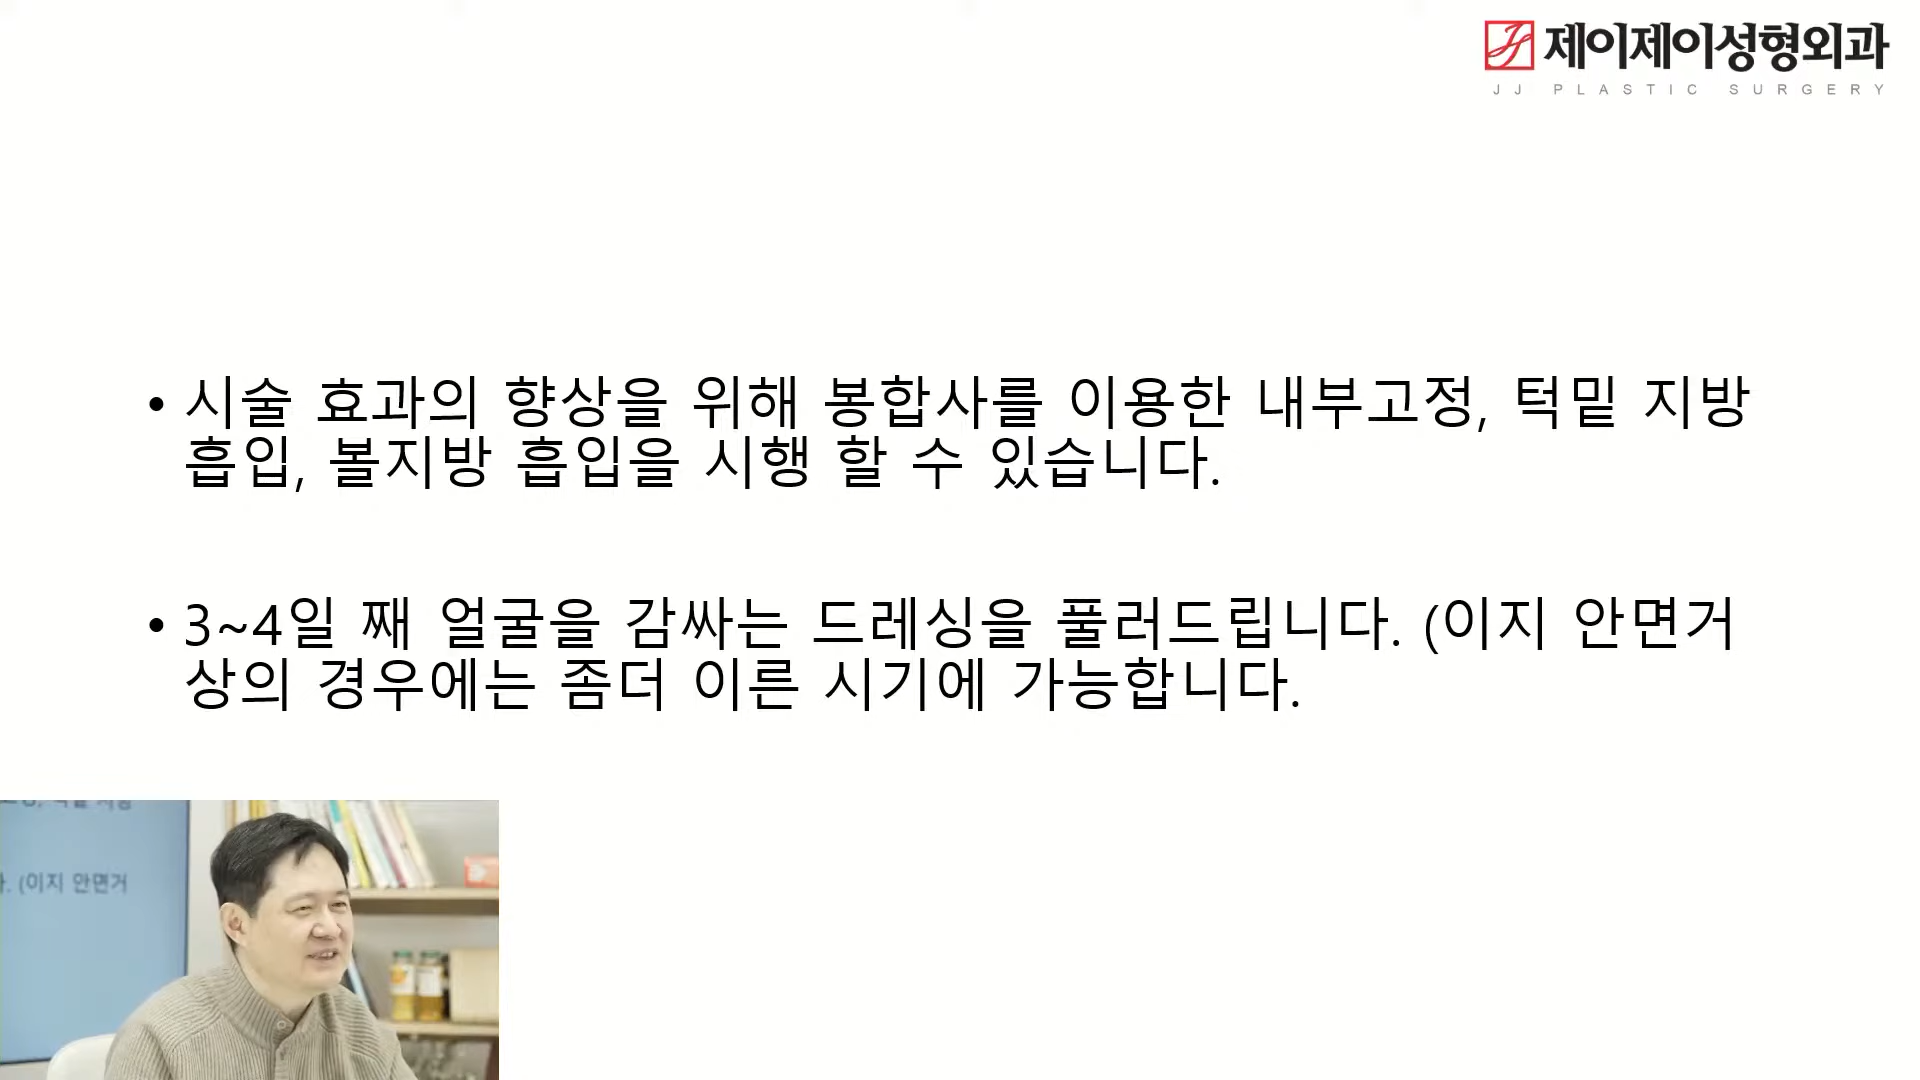 제이제이성형외과
JJ PLASTIC SURGERY
• 시술 효과의 향상을 위해 봉합사를 이용한 내부고정, 턱밑 지방
흡입, 볼지방 흡입을 시행 할 수 있습니다.
• 3~4일 째 얼굴을 감싸는 드레싱을 풀러드립니다. (이지 안면거
상의 경우에는 좀더 이른 시기에 가능합니다.
(이지 안면거